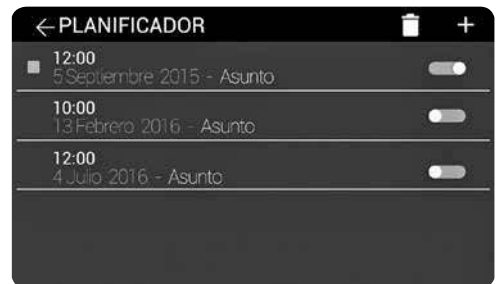 PLANIFICADOR
12:00
5 Septiembre 2015 - Asunto
10:00
13 Febrero 2016 - Asunto
12:00
4 Julio 2016 - Asunto